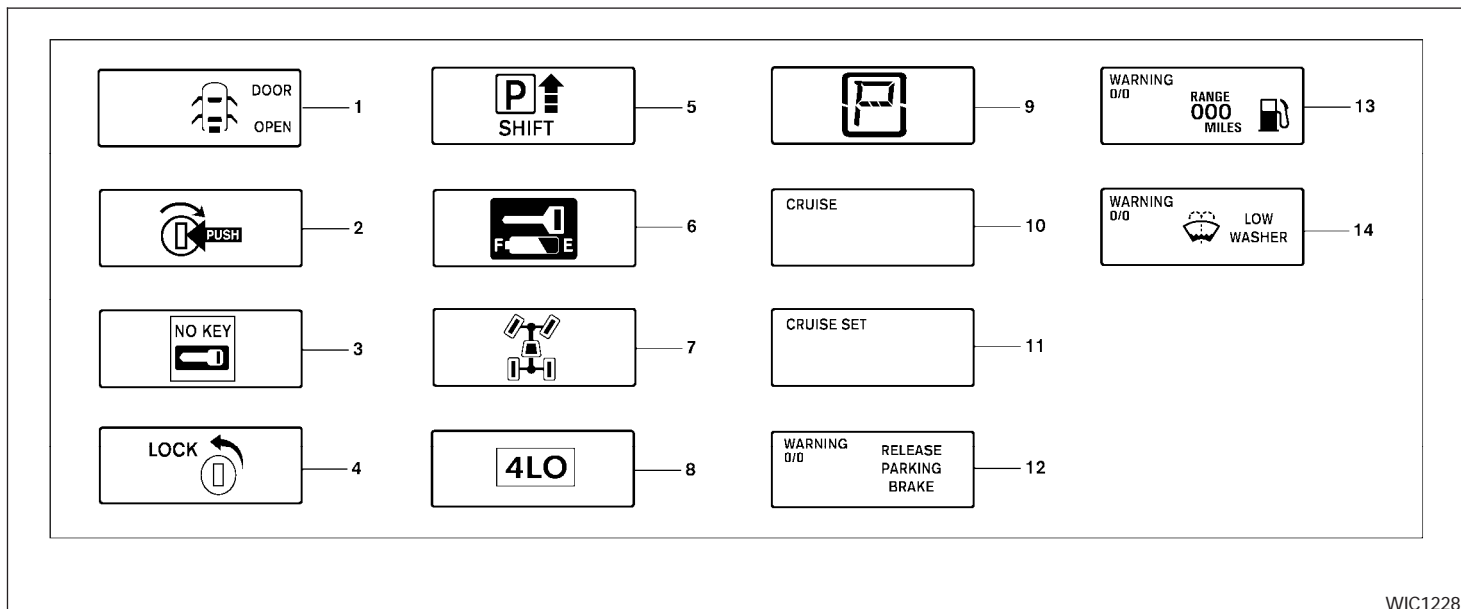 DOOR
OPEN
1
PUSH
2
NO KEY
3
LOCK
4
P
SHIFT
5
F E
6
7
4LO
8
P
9
CRUISE
10
CRUISE SET
11
WARNING
0/0
RELEASE
PARKING
BRAKE
12
WARNING
0/0
RANGE
000
MILES
13
WARNING
0/0
LOW
WASHER
14
WIC1228